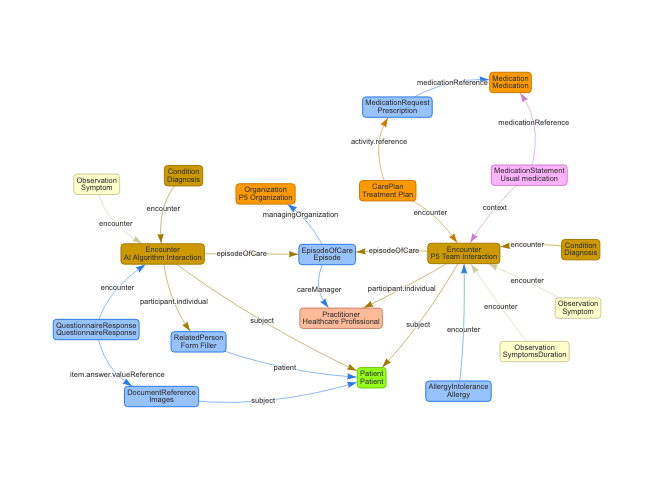 Medication
Medication
medicationReference
MedicationRequest
Prescription
medicationReference
activity.reference
Condition
Diagnosis
MedicationStatement
Usual medication
Observation
Symptom
Organization
P5 Organization
CarePlan
Treatment Plan
encounter
managingOrganization
encounter
context
encounter
Encounter
AI Algorithm Interaction
episodeOfCare
EpisodeOfCare
Episode
episodeOfCare
Encounter
P5 Team Interaction
encounter
Condition
Diagnosis
encounter
participant.individual
careManager
participant.individual
encounter
encounter
Observation
Symptom
Practitioner
Healthcare Profissional
QuestionnaireResponse
QuestionnaireResponse
subject
subject
encounter
RelatedPerson
Form Filler
Observation
SymptomsDuration
item.answer.valueReference
patient
Patient
Patient
DocumentReference
Images
subject
AllergyIntolerance
Allergy